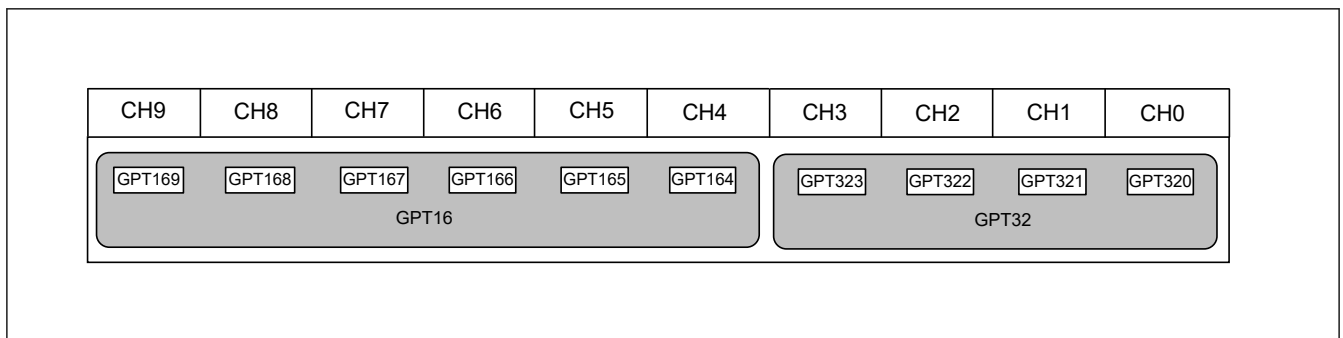 CH9 CH8 CH7 CH6 CH5 CH4 CH3 CH2 CH1 CH0
GPT169 GPT168 GPT167 GPT166 GPT165 GPT164 GPT323 GPT322 GPT321 GPT320
GPT16 GPT32